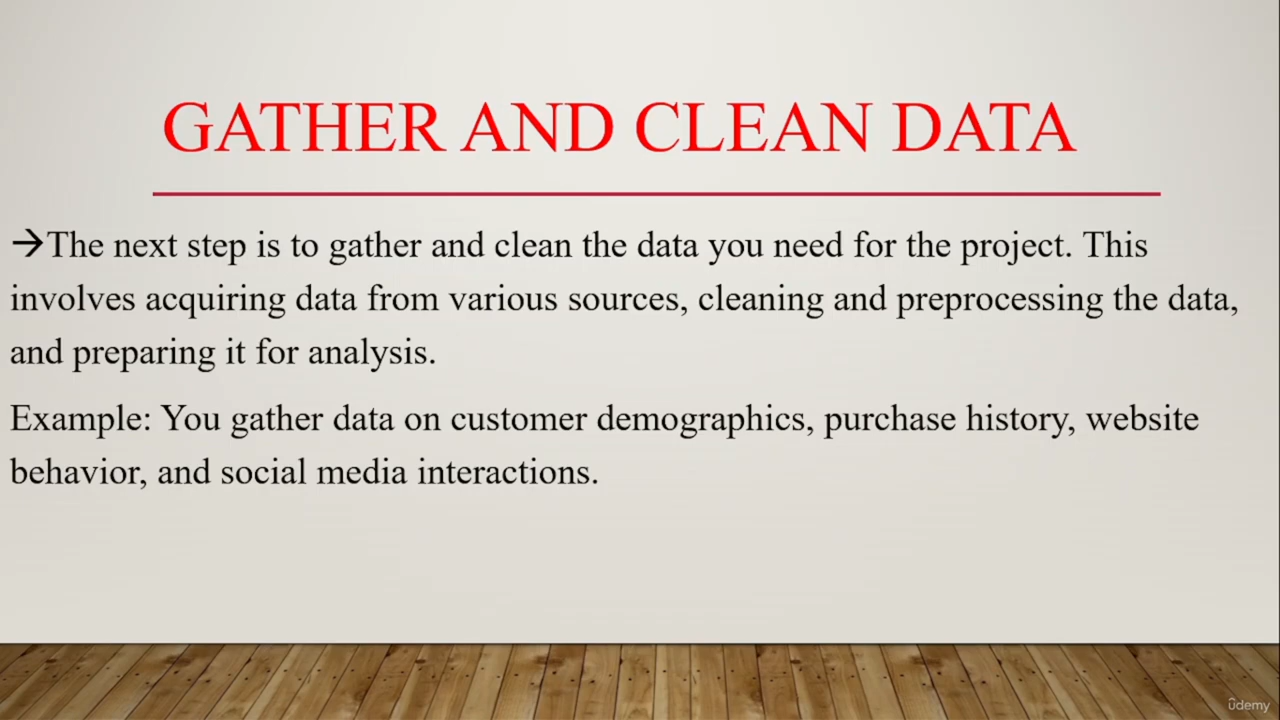 GATHER AND CLEAN DATA
→The next step is to gather and clean the data you need for the project. This
involves acquiring data from various sources, cleaning and preprocessing the data,
and preparing it for analysis.
Example: You gather data on customer demographics, purchase history, website
behavior, and social media interactions.
ûdemy